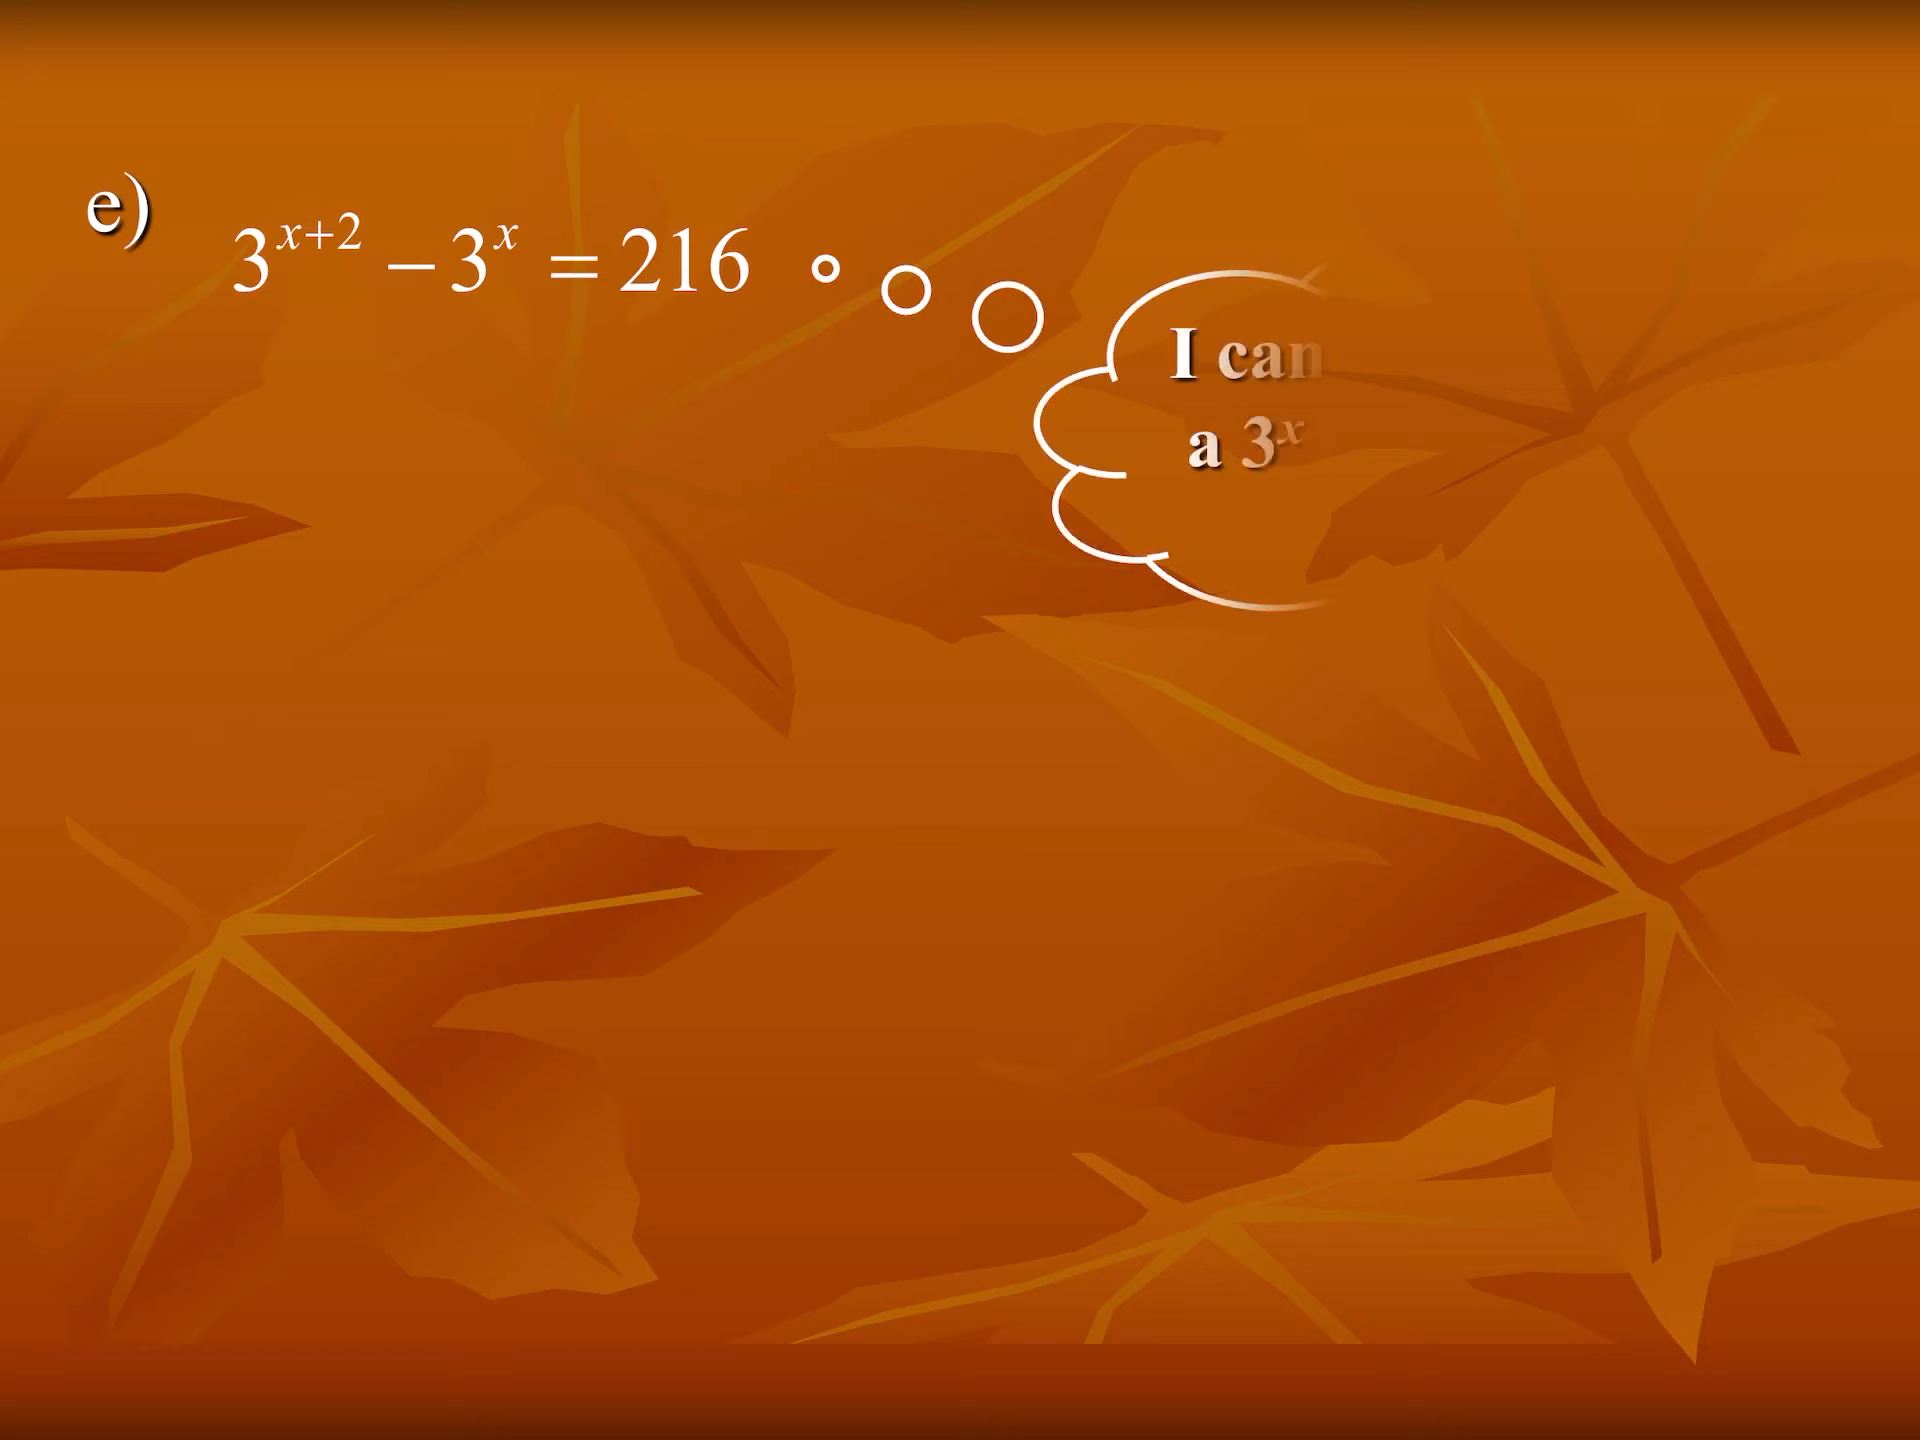 e)
3^{x+2} − 3^x = 216
I can
a 3^x